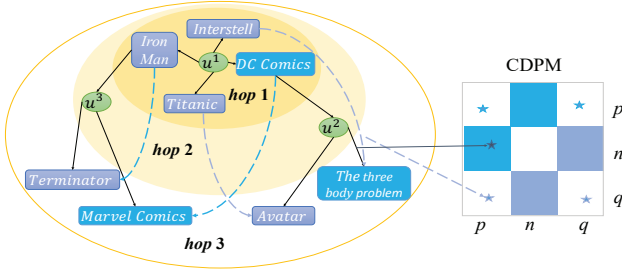 Interstell
Iron
Man
u¹
DC Comics
CDPM
hop 1
u³
Titanic
p
u²
hop 2
n
Terminator
The three
body problem
q
Marvel Comics
Avatar
p n q
hop 3